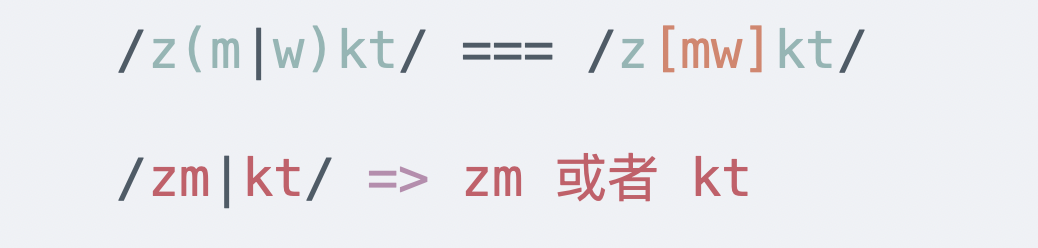 /z(m|w)kt/ === /z[mw]kt/
/zm|kt/ => zm 或者 kt